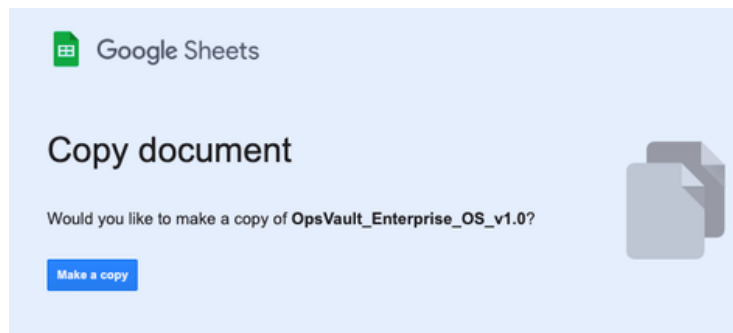 Google Sheets
Copy document
Would you like to make a copy of OpsVault_Enterprise_OS_v1.0?
Make a copy